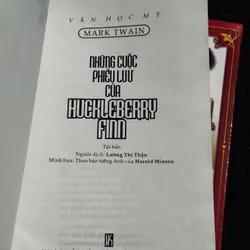 VĂN HỌC MỸ
MARK TWAIN
NHỮNG CUỘC
PHIÊU LƯU
CỦA
HUCKLEBERRY
FINN
Tái bản
Người dịch: Lương Thị Thận
Minh họa: Theo bản tiếng Anh của Harold Minton